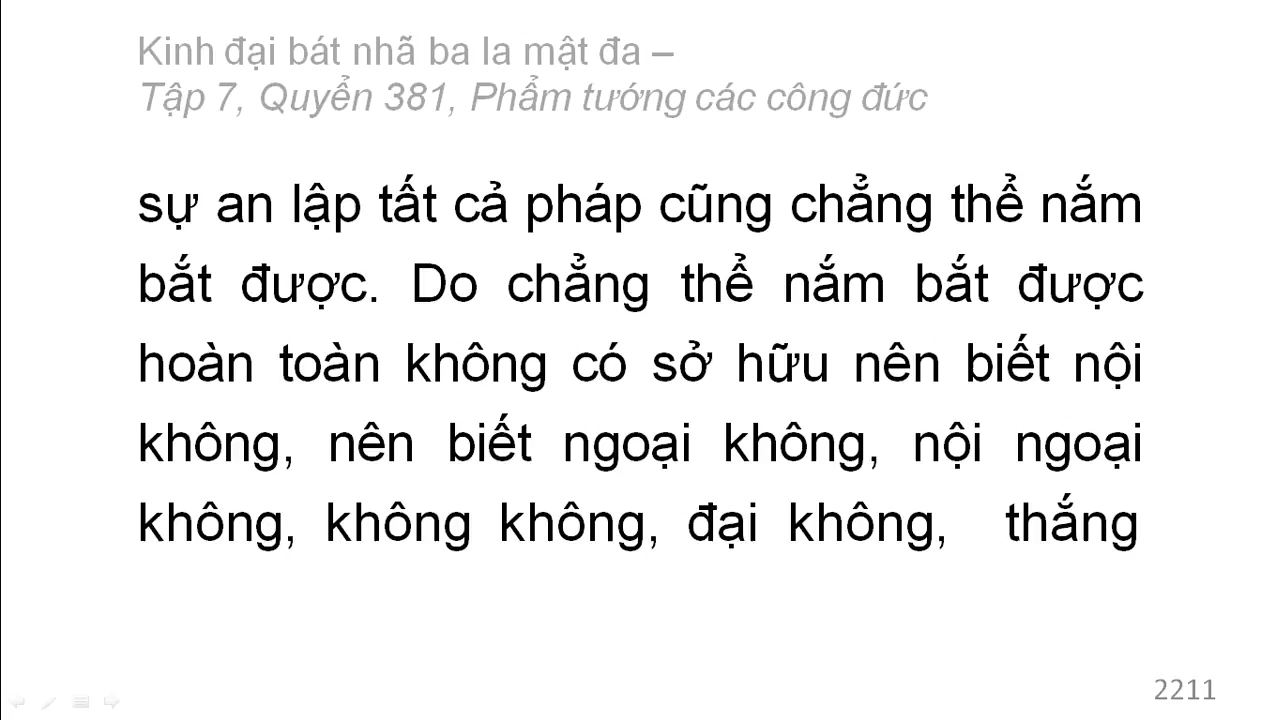 Kinh đại bát nhã ba la mật đa –
Tập 7, Quyển 381, Phẩm tướng các công đức
sự an lập tất cả pháp cũng chẳng thể nắm
bắt được. Do chẳng thể nắm bắt được
hoàn toàn không có sở hữu nên biết nội
không, nên biết ngoại không, nội ngoại
không, không không, đại không, thắng
2211